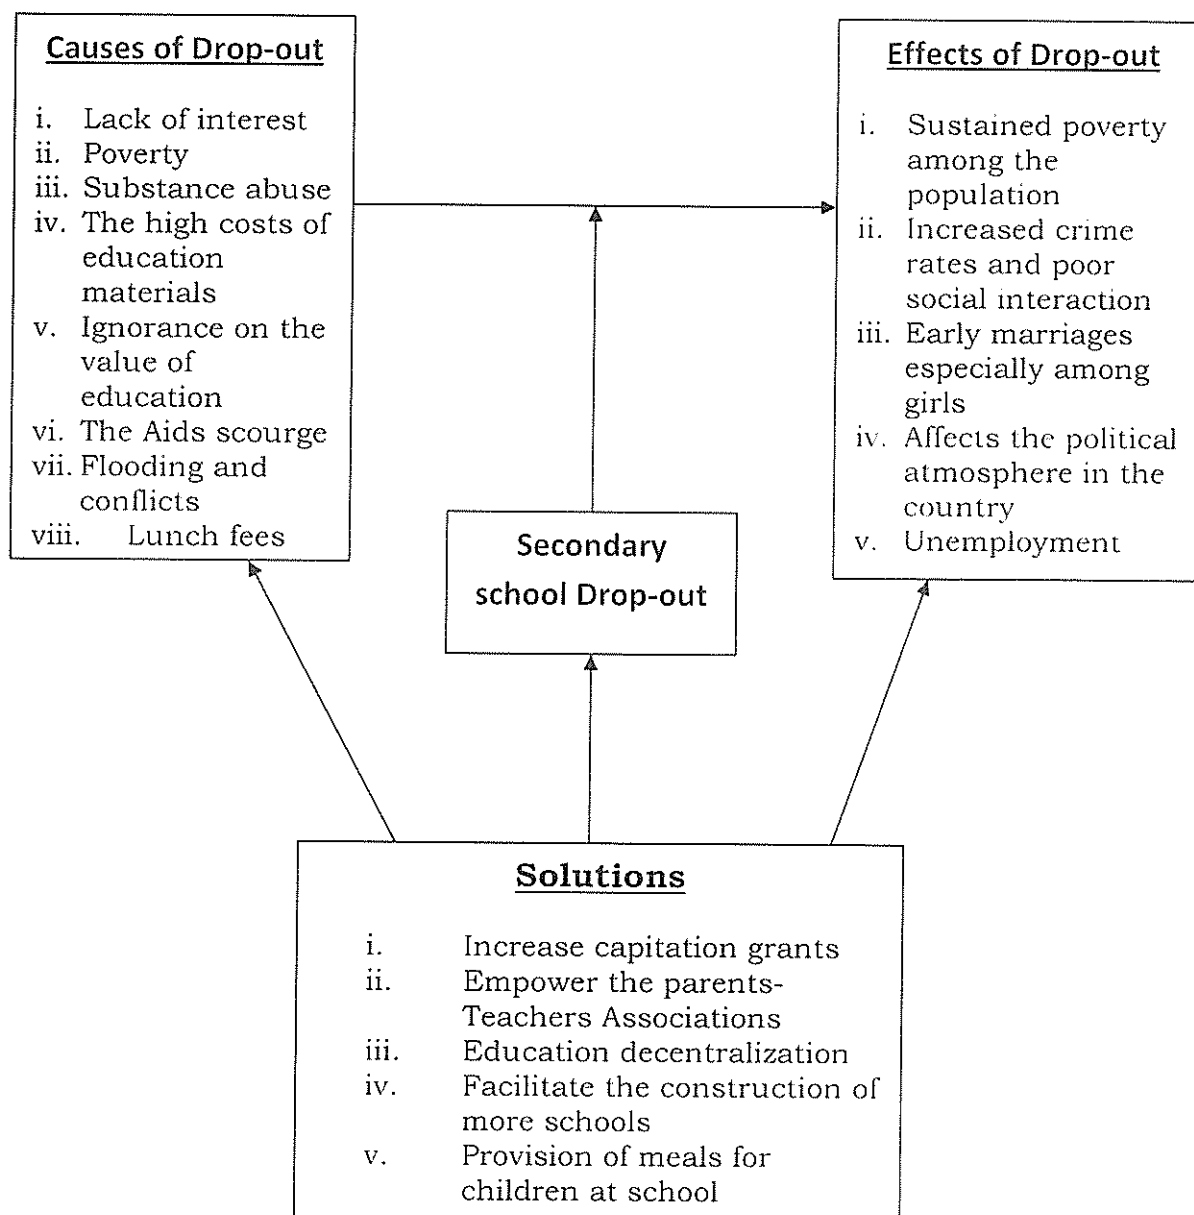 Causes of Drop-out
i. Lack of interest
ii. Poverty
iii. Substance abuse
iv. The high costs of
education
materials
v. Ignorance on the
value of
education
vi. The Aids scourge
vii. Flooding and
conflicts
viii. Lunch fees
Effects of Drop-out
i. Sustained poverty
among the
population
ii. Increased crime
rates and poor
social interaction
iii. Early marriages
especially among
girls
iv. Affects the political
atmosphere in the
country
v. Unemployment
Secondary
school Drop-out
Solutions
i. Increase capitation grants
ii. Empower the parents-
Teachers Associations
iii. Education decentralization
iv. Facilitate the construction of
more schools
v. Provision of meals for
children at school